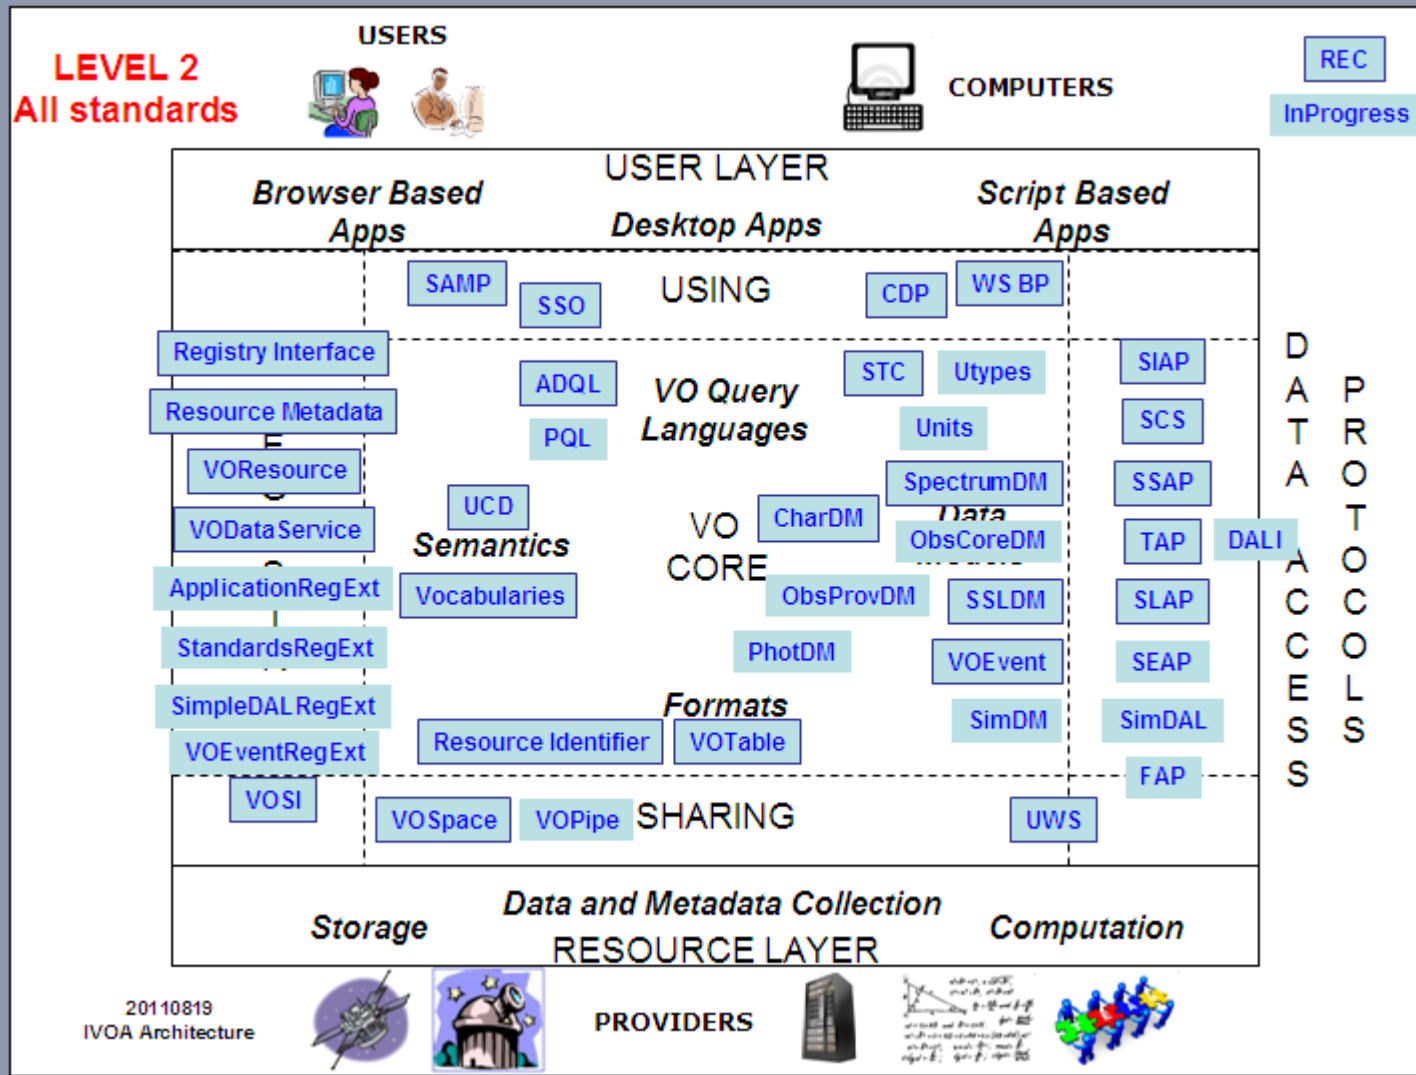 LEVEL 2
All standards
USERS
COMPUTERS
REC
InProgress
USER LAYER
Browser Based
Apps
Desktop Apps
Script Based
Apps
SAMP
SSO
USING
CDP
WS BP
Registry Interface
Resource Metadata
VOResource
VODataService
ApplicationRegExt
StandardsRegExt
SimpleDALRegExt
VOEventRegExt
VOSI
ADQL
PQL
VO Query
Languages
UCD
Semantics
Vocabularies
VO
CORE
STC
Utypes
Units
SpectrumDM
CharDM
Data
ObsCoreDM
ObsProvDM
SSLDM
PhotDM
VOEvent
SimDM
Formats
Resource Identifier
VOTable
SIAP
SCS
SSAP
TAP
DALI
SLAP
SEAP
SimDAL
FAP
DATA ACCESS
PROTOCOLS
VOSpace
VOPipe
SHARING
UWS
Data and Metadata Collection
Storage
Computation
RESOURCE LAYER
20110819
IVOA Architecture
PROVIDERS